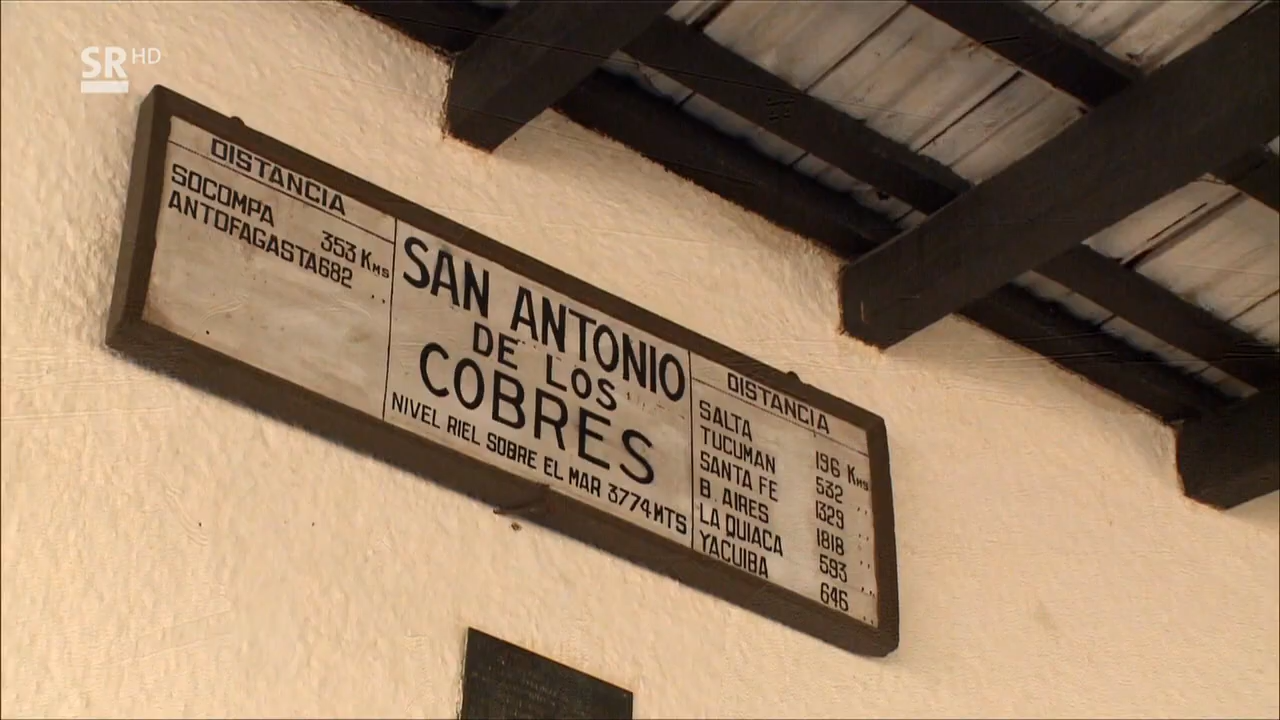 SR HD
DISTANCIA
SOCOMPA 353 Kms
ANTOFAGASTA 682 ..
SAN ANTONIO
DE LOS
COBRES
NIVEL RIEL SOBRE EL MAR 3774 MTS
DISTANCIA
SALTA 196 Kms
TUCUMAN 532 ..
SANTA FE 1329 ..
B. AIRES 1818 ..
LA QUIACA 593 ..
YACUIBA 646 ..